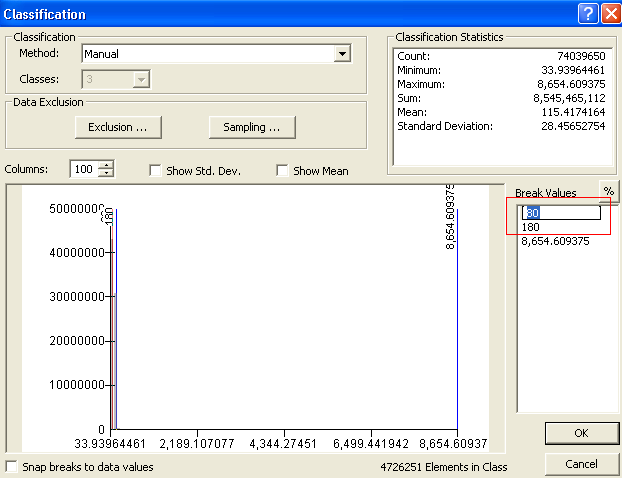 Classification
Classification
Method: Manual
Classes: 3
Data Exclusion
Exclusion ...
Sampling ...
Classification Statistics
Count: 74039650
Minimum: 33.93964461
Maximum: 8,654.609375
Sum: 8,545,465,112
Mean: 115.4174164
Standard Deviation: 28.45652754
Columns: 100
Show Std. Dev.
Show Mean
Break Values
%
80
180
8,654.609375
50000000
40000000
30000000
20000000
10000000
0
180
8,654.609375
33.93964461
2,189.107077
4,344.27451
6,499.441942
8,654.60937
Snap breaks to data values
4726251 Elements in Class
OK
Cancel